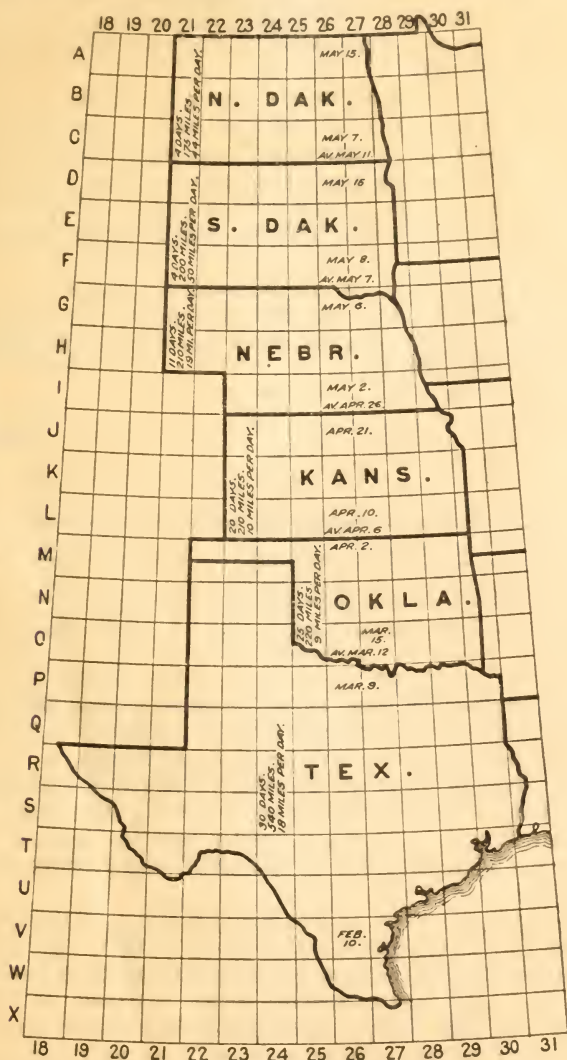 18 19 20 21 22 23 24 25 26 27 28 29 30 31
A
MAY 15.
4 DAYS.
175 MILES
44 MILES PER DAY.
B
N. DAK.
C
MAY 7.
AV. MAY 11
D
MAY 16
4 DAYS.
200 MILES.
50 MILES PER DAY.
E
S. DAK.
F
MAY 8.
AV. MAY 7.
G
MAY 6.
11 DAYS.
210 MILES.
19 MI. PER DAY.
H
NEBR.
I
MAY 2.
AV. APR. 26.
J
APR. 21.
20 DAYS.
210 MILES.
10 MILES PER DAY.
K
KANS.
L
APR. 10.
AV. APR. 6
M
APR. 2.
25 DAYS.
220 MILES.
9 MILES PER DAY.
N
OKLA.
O
MAR.
15.
AV. MAR. 12
P
MAR. 9.
Q
R
TEX.
30 DAYS.
540 MILES.
18 MILES PER DAY.
S
T
U
V
FEB.
10.
W
X
18 19 20 21 22 23 24 25 26 27 28 29 30 31